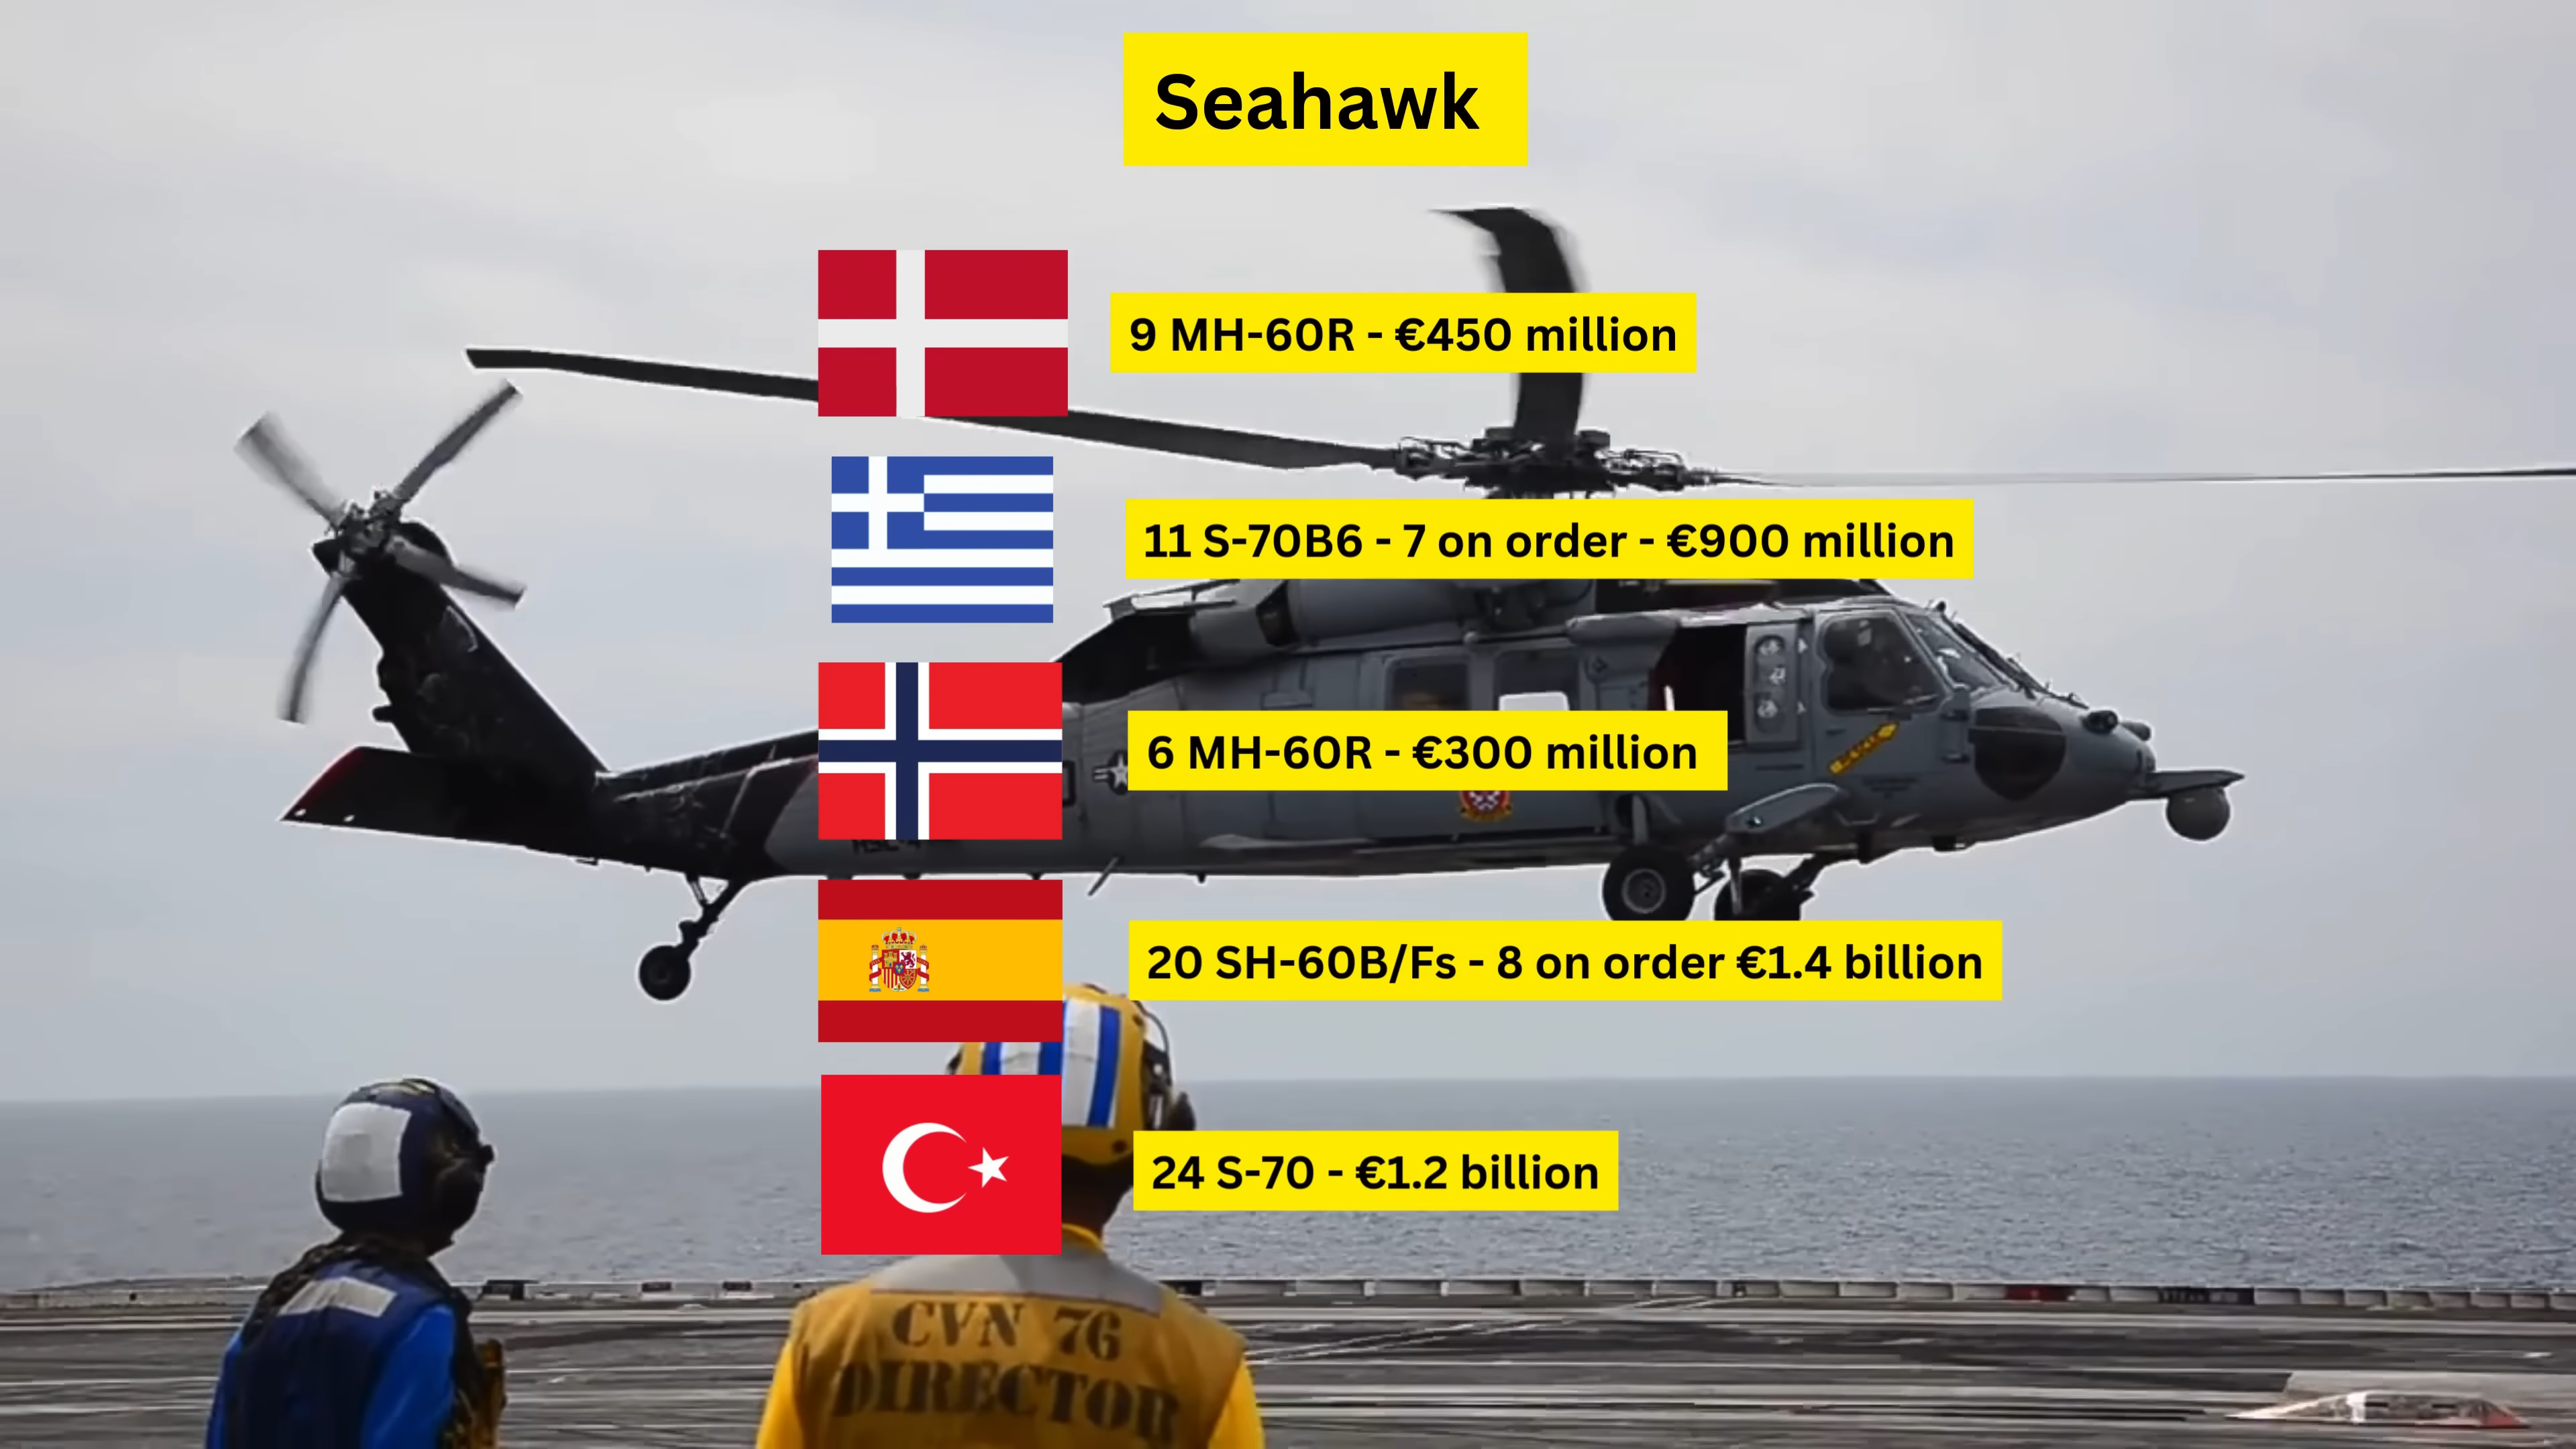 Seahawk
9 MH-60R - €450 million
11 S-70B6 - 7 on order - €900 million
6 MH-60R - €300 million
20 SH-60B/Fs - 8 on order €1.4 billion
24 S-70 - €1.2 billion
RESCUE
CVN 76
DIRECTOR